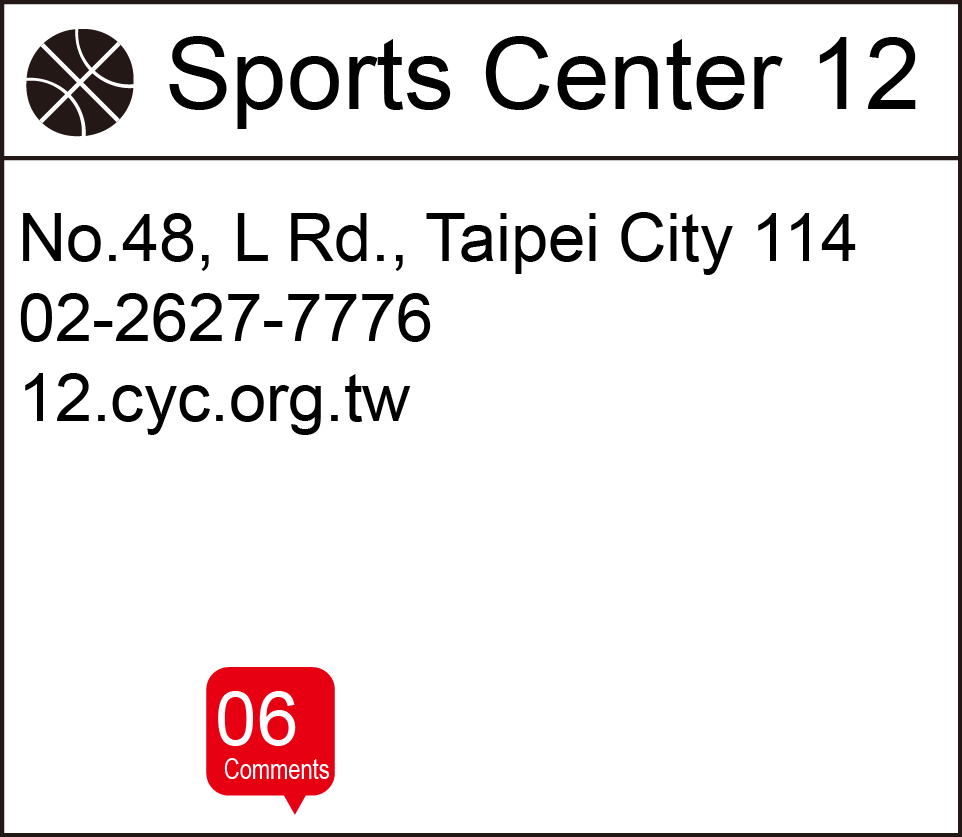 Sports Center 12
No.48, L Rd., Taipei City 114
02-2627-7776
12.cyc.org.tw
06
Comments